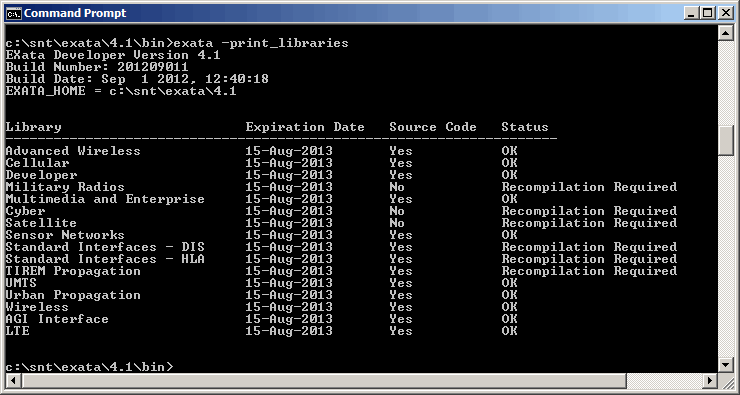 Command Prompt
c:\snt\exata\4.1\bin>exata -print_libraries
EXata Developer Version 4.1
Build Number: 201209011
Build Date: Sep  1 2012, 12:40:18
EXATA_HOME = c:\snt\exata\4.1
Library Expiration Date Source Code Status
Advanced Wireless 15-Aug-2013 Yes OK
Cellular 15-Aug-2013 Yes OK
Developer 15-Aug-2013 Yes OK
Military Radios 15-Aug-2013 No Recompilation Required
Multimedia and Enterprise 15-Aug-2013 Yes OK
Cyber 15-Aug-2013 No Recompilation Required
Satellite 15-Aug-2013 No Recompilation Required
Sensor Networks 15-Aug-2013 Yes OK
Standard Interfaces - DIS 15-Aug-2013 Yes Recompilation Required
Standard Interfaces - HLA 15-Aug-2013 Yes Recompilation Required
TIREM Propagation 15-Aug-2013 Yes Recompilation Required
UMTS 15-Aug-2013 Yes OK
Urban Propagation 15-Aug-2013 Yes OK
Wireless 15-Aug-2013 Yes OK
AGI Interface 15-Aug-2013 Yes OK
LTE 15-Aug-2013 Yes OK
c:\snt\exata\4.1\bin>